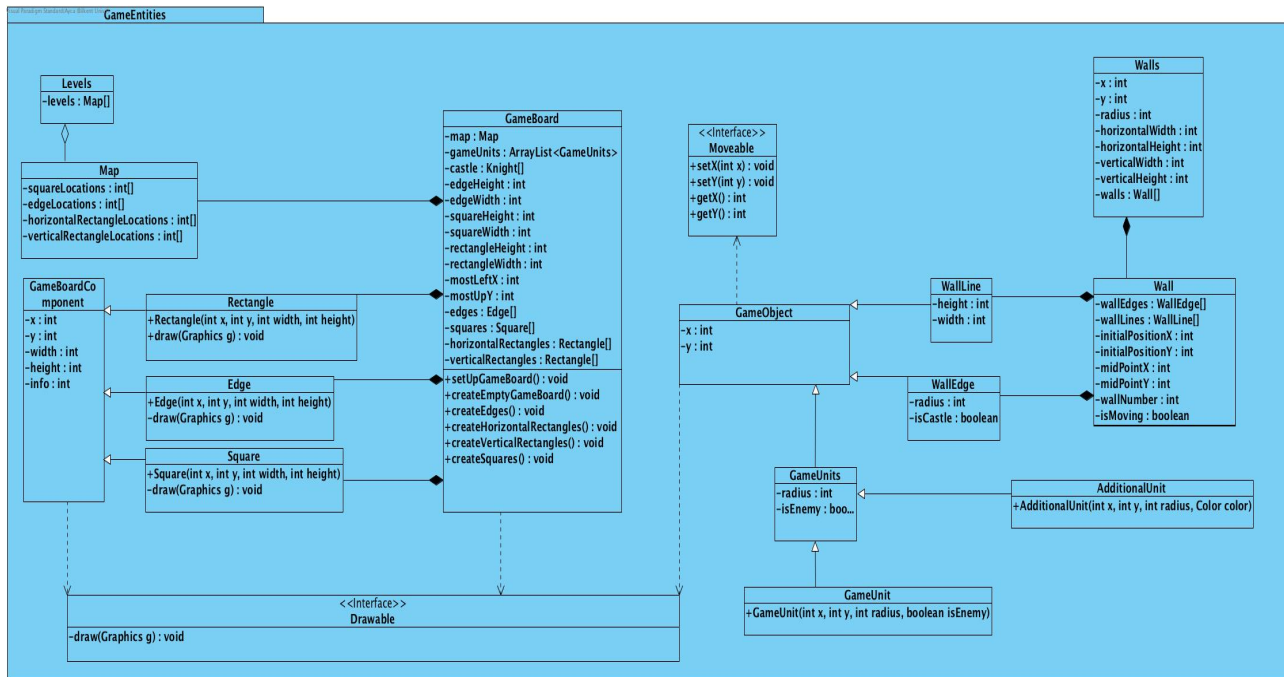 GameEntities
Levels
-levels : Map[]
Map
-squareLocations : int[]
-edgeLocations : int[]
-horizontalRectangleLocations : int[]
-verticalRectangleLocations : int[]
GameBoardCo
mponent
-x : int
-y : int
-width : int
-height : int
-info : int
Rectangle
+Rectangle(int x, int y, int width, int height)
+draw(Graphics g) : void
Edge
+Edge(int x, int y, int width, int height)
-draw(Graphics g) : void
Square
+Square(int x, int y, int width, int height)
-draw(Graphics g) : void
GameBoard
-map : Map
-gameUnits : ArrayList<GameUnits>
-castle : Knight[]
-edgeHeight : int
-edgeWidth : int
-squareHeight : int
-squareWidth : int
-rectangleHeight : int
-rectangleWidth : int
-mostLeftX : int
-mostUpY : int
-edges : Edge[]
-squares : Square[]
-horizontalRectangles : Rectangle[]
-verticalRectangles : Rectangle[]
+setUpGameBoard() : void
+createEmptyGameBoard() : void
+createEdges() : void
+createHorizontalRectangles() : void
+createVerticalRectangles() : void
+createSquares() : void
<<Interface>>
Drawable
-draw(Graphics g) : void
<<Interface>>
Moveable
+setX(int x) : void
+setY(int y) : void
+getX() : int
+getY() : int
GameObject
-x : int
-y : int
WallLine
-height : int
-width : int
WallEdge
-radius : int
-isCastle : boolean
Walls
-x : int
-y : int
-radius : int
-horizontalWidth : int
-horizontalHeight : int
-verticalWidth : int
-verticalHeight : int
-walls : Wall[]
Wall
-wallEdges : WallEdge[]
-wallLines : WallLine[]
-initialPositionX : int
-initialPositionY : int
-midPointX : int
-midPointY : int
-wallNumber : int
-isMoving : boolean
GameUnits
-radius : int
-isEnemy : boo...
AdditionalUnit
+AdditionalUnit(int x, int y, int radius, Color color)
GameUnit
+GameUnit(int x, int y, int radius, boolean isEnemy)